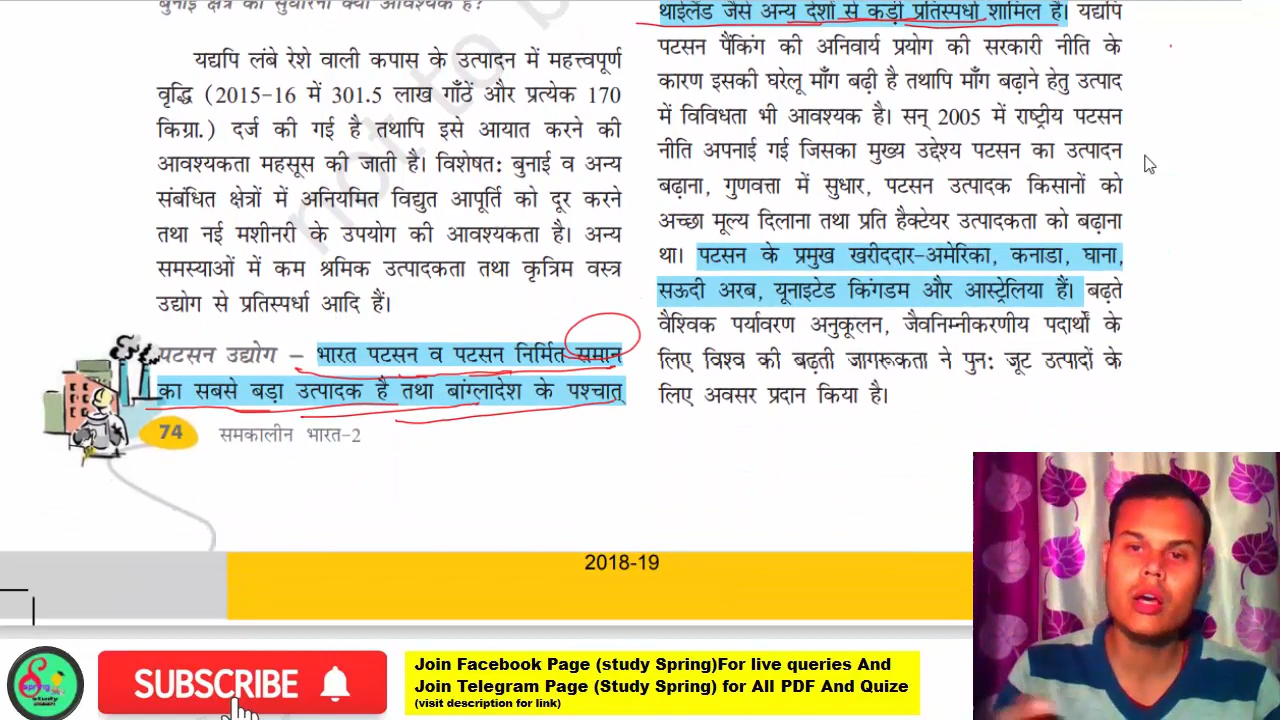 बुनाई क्षेत्र को सुधारना क्यों आवश्यक है?
यद्यपि लंबे रेशे वाली कपास के उत्पादन में महत्त्वपूर्ण
वृद्धि (2015-16 में 301.5 लाख गाँठें और प्रत्येक 170
किग्रा.) दर्ज की गई है तथापि इसे आयात करने की
आवश्यकता महसूस की जाती है। विशेषत: बुनाई व अन्य
संबंधित क्षेत्रों में अनियमित विद्युत आपूर्ति को दूर करने
तथा नई मशीनरी के उपयोग की आवश्यकता है। अन्य
समस्याओं में कम श्रमिक उत्पादकता तथा कृत्रिम वस्त्र
उद्योग से प्रतिस्पर्धा आदि हैं।
पटसन उद्योग – भारत पटसन व पटसन निर्मित समान
का सबसे बड़ा उत्पादक है तथा बांग्लादेश के पश्चात्
74 समकालीन भारत-2
थाईलैंड जैसे अन्य देशों से कड़ी प्रतिस्पर्धा शामिल है। यद्यपि
पटसन पैंकिंग की अनिवार्य प्रयोग की सरकारी नीति के
कारण इसकी घरेलू माँग बढ़ी है तथापि माँग बढ़ाने हेतु उत्पाद
में विविधता भी आवश्यक है। सन् 2005 में राष्ट्रीय पटसन
नीति अपनाई गई जिसका मुख्य उद्देश्य पटसन का उत्पादन
बढ़ाना, गुणवत्ता में सुधार, पटसन उत्पादक किसानों को
अच्छा मूल्य दिलाना तथा प्रति हैक्टेयर उत्पादकता को बढ़ाना
था। पटसन के प्रमुख खरीददार-अमेरिका, कनाडा, घाना,
सऊदी अरब, यूनाइटेड किंगडम और आस्ट्रेलिया हैं। बढ़ते
वैश्विक पर्यावरण अनुकूलन, जैवनिम्नीकरणीय पदार्थों के
लिए विश्व की बढ़ती जागरूकता ने पुन: जूट उत्पादों के
लिए अवसर प्रदान किया है।
not to b
2018-19
Spring study
SUBSCRIBE
Join Facebook Page (study Spring)For live queries And
Join Telegram Page (Study Spring) for All PDF And Quize
(visit description for link)